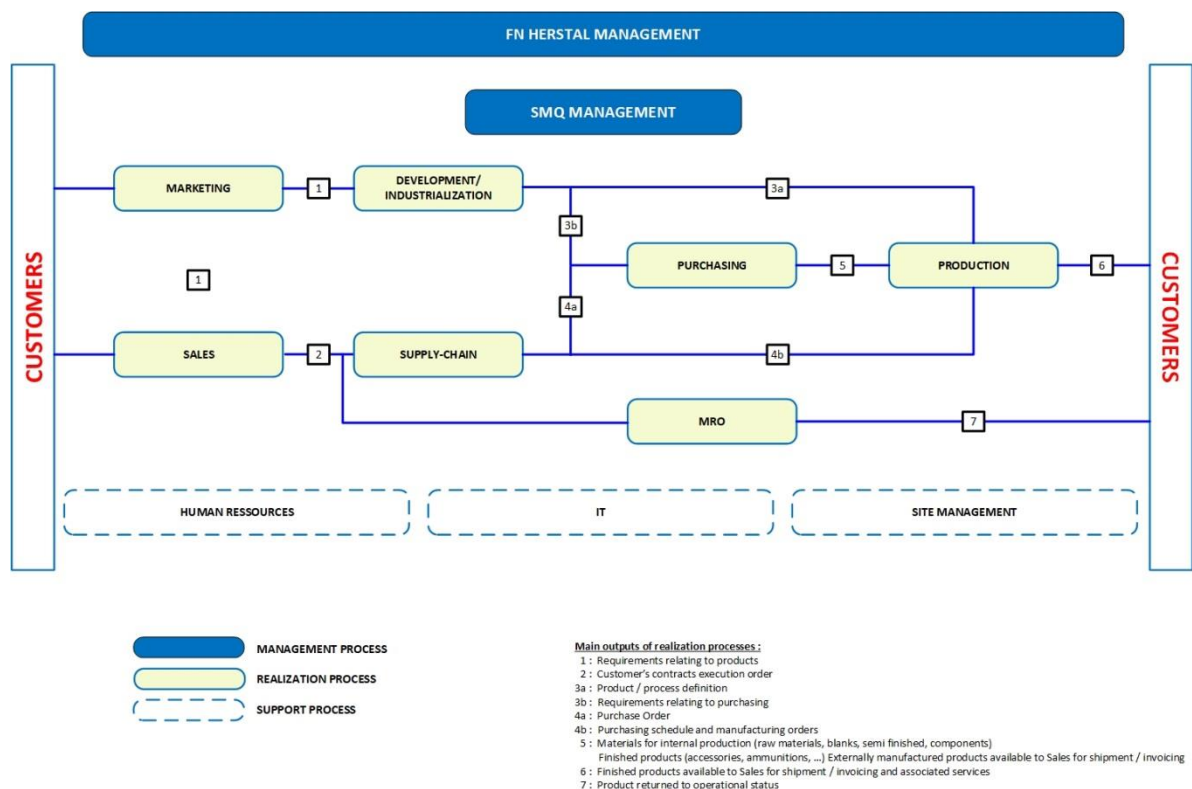 FN HERSTAL MANAGEMENT
SMQ MANAGEMENT
CUSTOMERS
MARKETING
1
DEVELOPMENT/
INDUSTRIALIZATION
3a
3b
PURCHASING
5
PRODUCTION
6
CUSTOMERS
1
4a
SALES
2
SUPPLY-CHAIN
4b
MRO
7
HUMAN RESSOURCES
IT
SITE MANAGEMENT
MANAGEMENT PROCESS
REALIZATION PROCESS
SUPPORT PROCESS
Main outputs of realization processes :
1 : Requirements relating to products
2 : Customer's contracts execution order
3a : Product / process definition
3b : Requirements relating to purchasing
4a : Purchase Order
4b : Purchasing schedule and manufacturing orders
5 : Materials for internal production (raw materials, blanks, semi finished, components)
Finished products (accessories, ammunitions, ...) Externally manufactured products available to Sales for shipment / invoicing
6 : Finished products available to Sales for shipment / invoicing and associated services
7 : Product returned to operational status